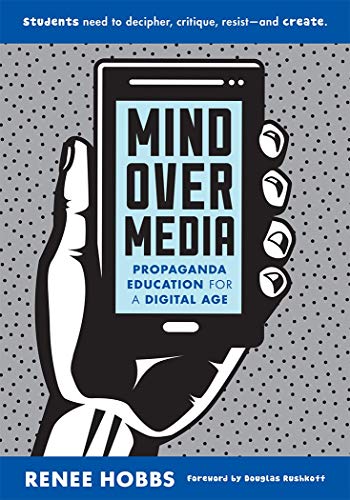 Students need to decipher, critique, resist—and create.
MIND
OVER
MEDIA
PROPAGANDA
EDUCATION FOR
A DIGITAL AGE
RENEE HOBBS Foreword by Douglas Rushkoff